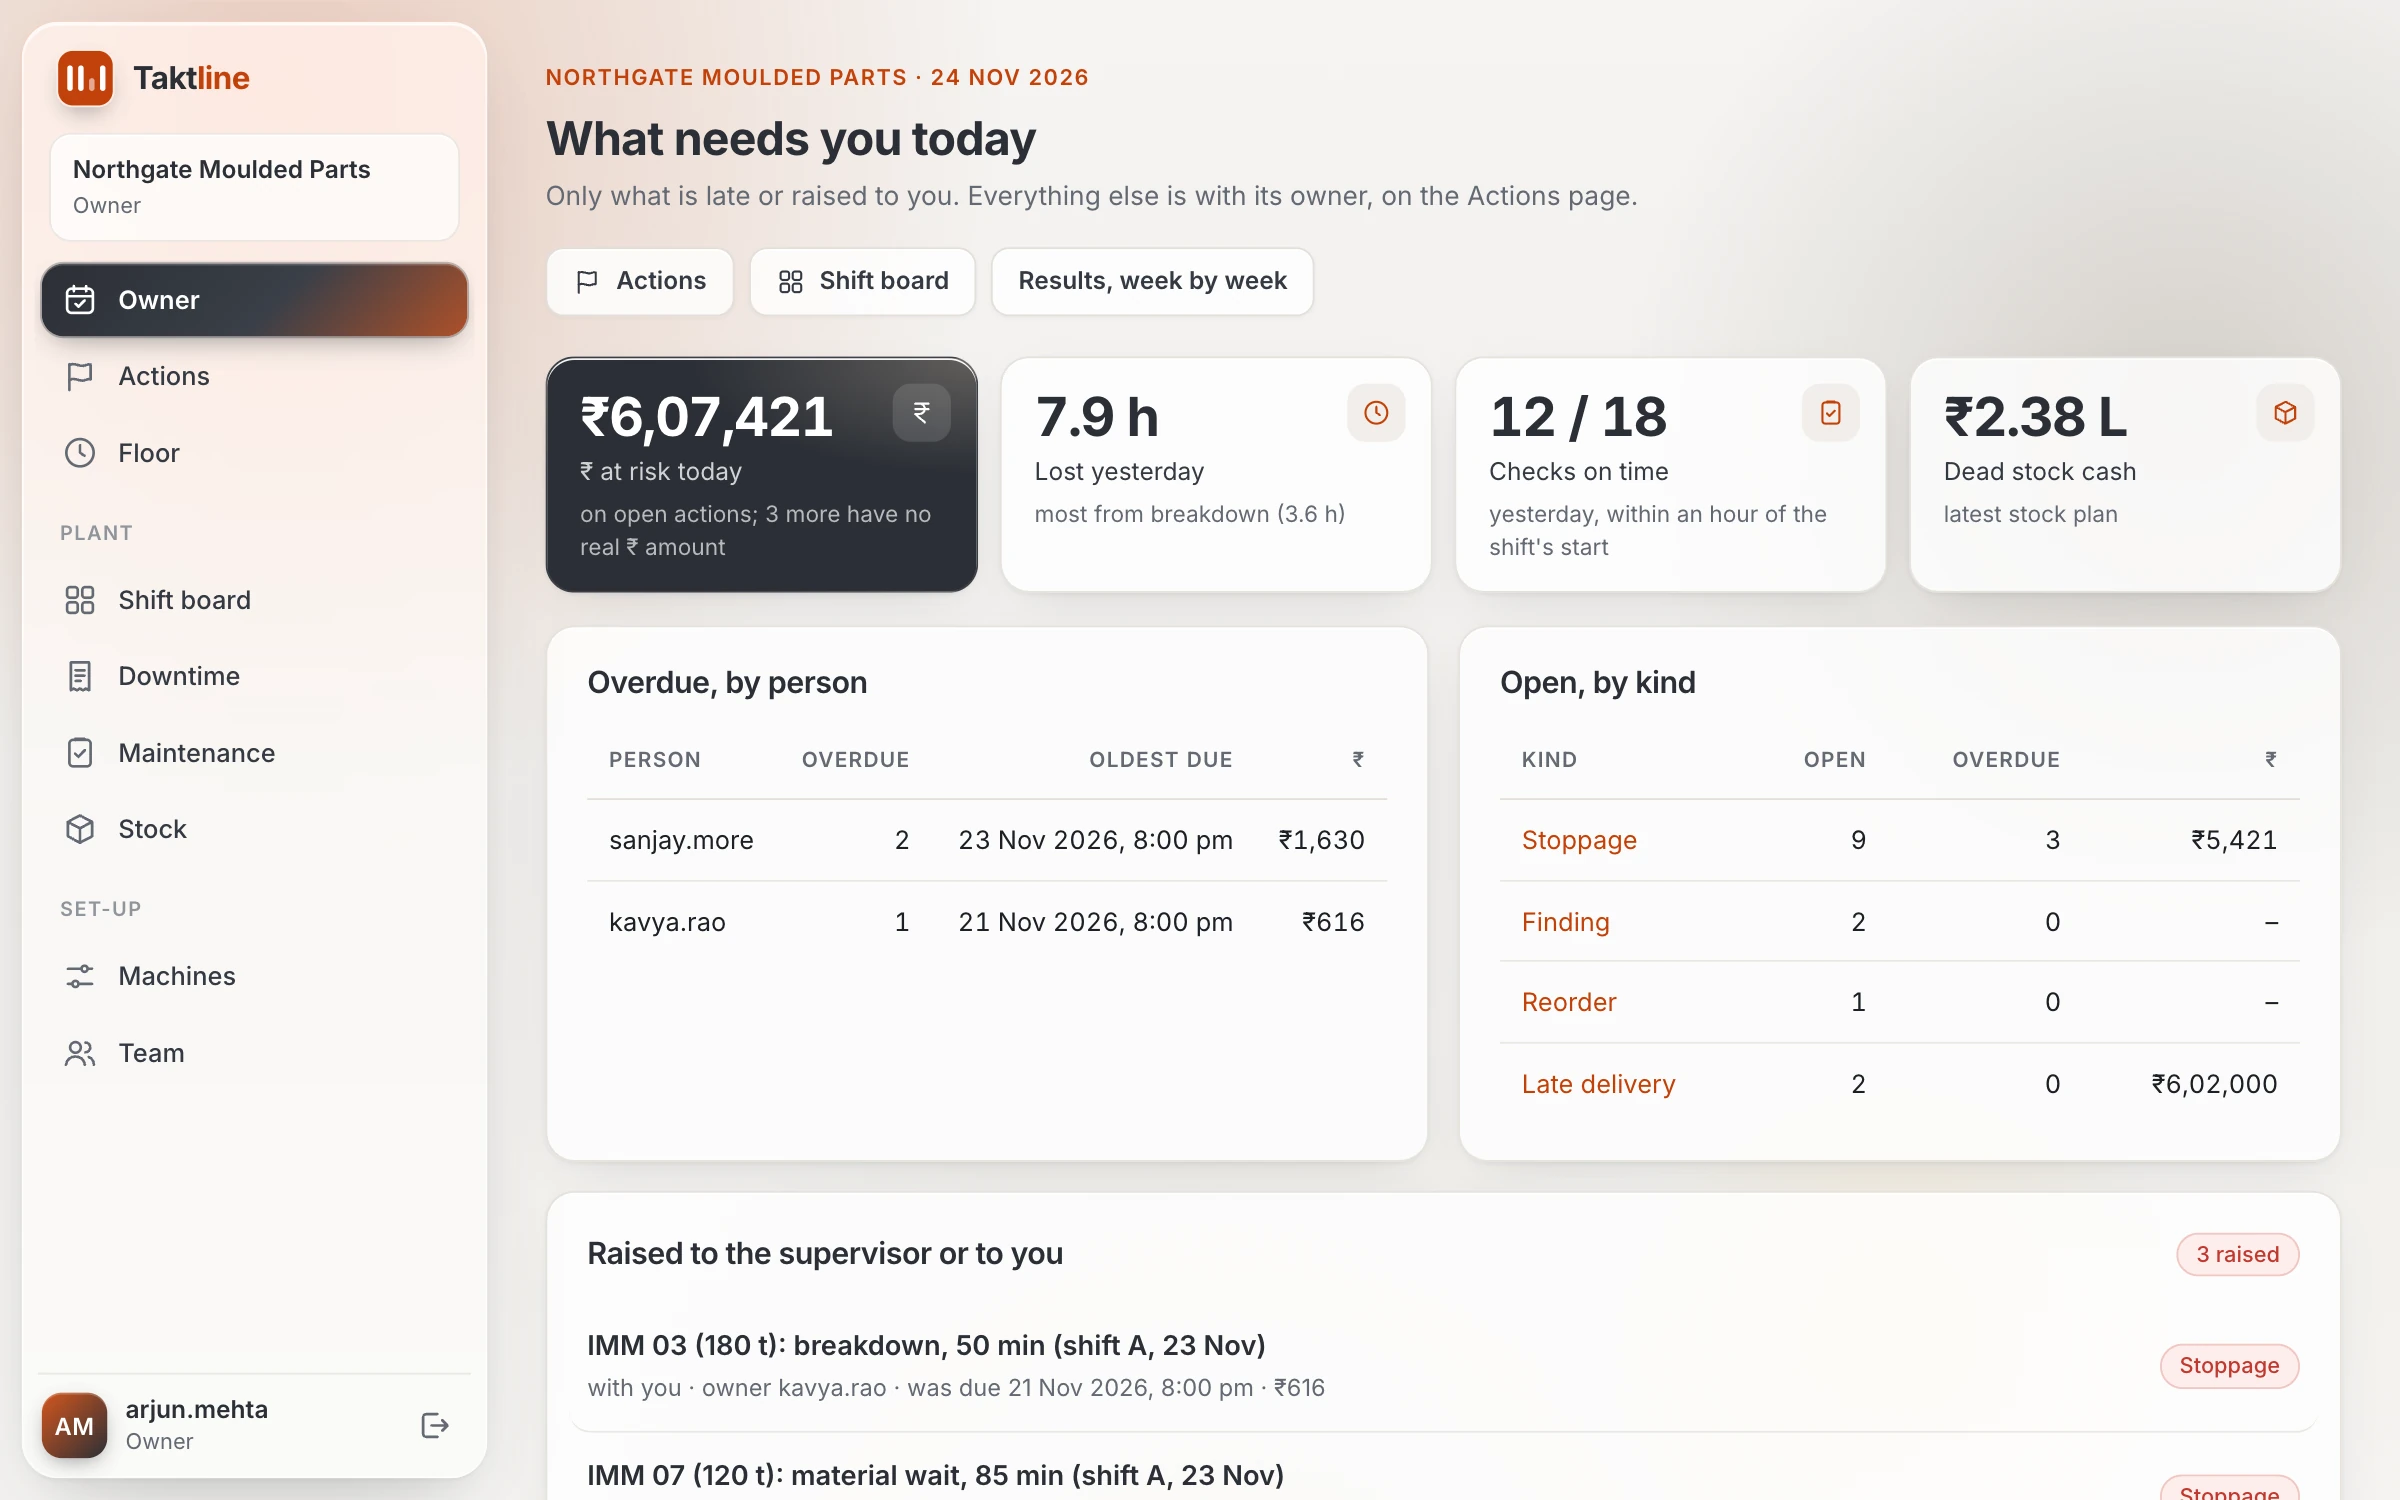 Taktline
Northgate Moulded Parts
Owner
Owner
Actions
Floor
PLANT
Shift board
Downtime
Maintenance
Stock
SET-UP
Machines
Team
AM
arjun.mehta
Owner
NORTHGATE MOULDED PARTS · 24 NOV 2026
What needs you today
Only what is late or raised to you. Everything else is with its owner, on the Actions page.
Actions
Shift board
Results, week by week
₹6,07,421
₹
₹ at risk today
on open actions; 3 more have no
real ₹ amount
7.9 h
Lost yesterday
most from breakdown (3.6 h)
12 / 18
Checks on time
yesterday, within an hour of the
shift's start
₹2.38 L
Dead stock cash
latest stock plan
Overdue, by person
PERSON OVERDUE OLDEST DUE ₹
sanjay.more 2 23 Nov 2026, 8:00 pm ₹1,630
kavya.rao 1 21 Nov 2026, 8:00 pm ₹616
Open, by kind
KIND OPEN OVERDUE ₹
Stoppage 9 3 ₹5,421
Finding 2 0 –
Reorder 1 0 –
Late delivery 2 0 ₹6,02,000
Raised to the supervisor or to you
3 raised
IMM 03 (180 t): breakdown, 50 min (shift A, 23 Nov)
with you · owner kavya.rao · was due 21 Nov 2026, 8:00 pm · ₹616
Stoppage
IMM 07 (120 t): material wait, 85 min (shift A, 23 Nov)
Stoppage